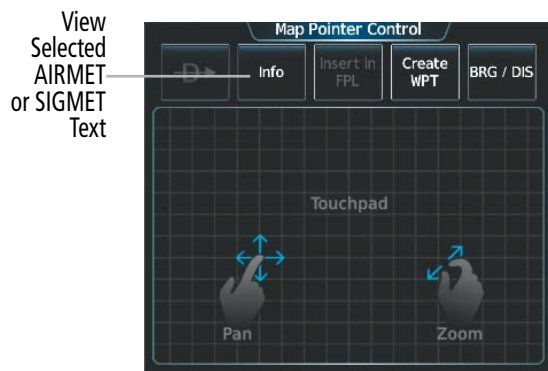 View
Selected
AIRMET
or SIGMET
Text
Map Pointer Control
D
Info
Insert in
FPL
Create
WPT
BRG / DIS
Touchpad
Pan
Zoom